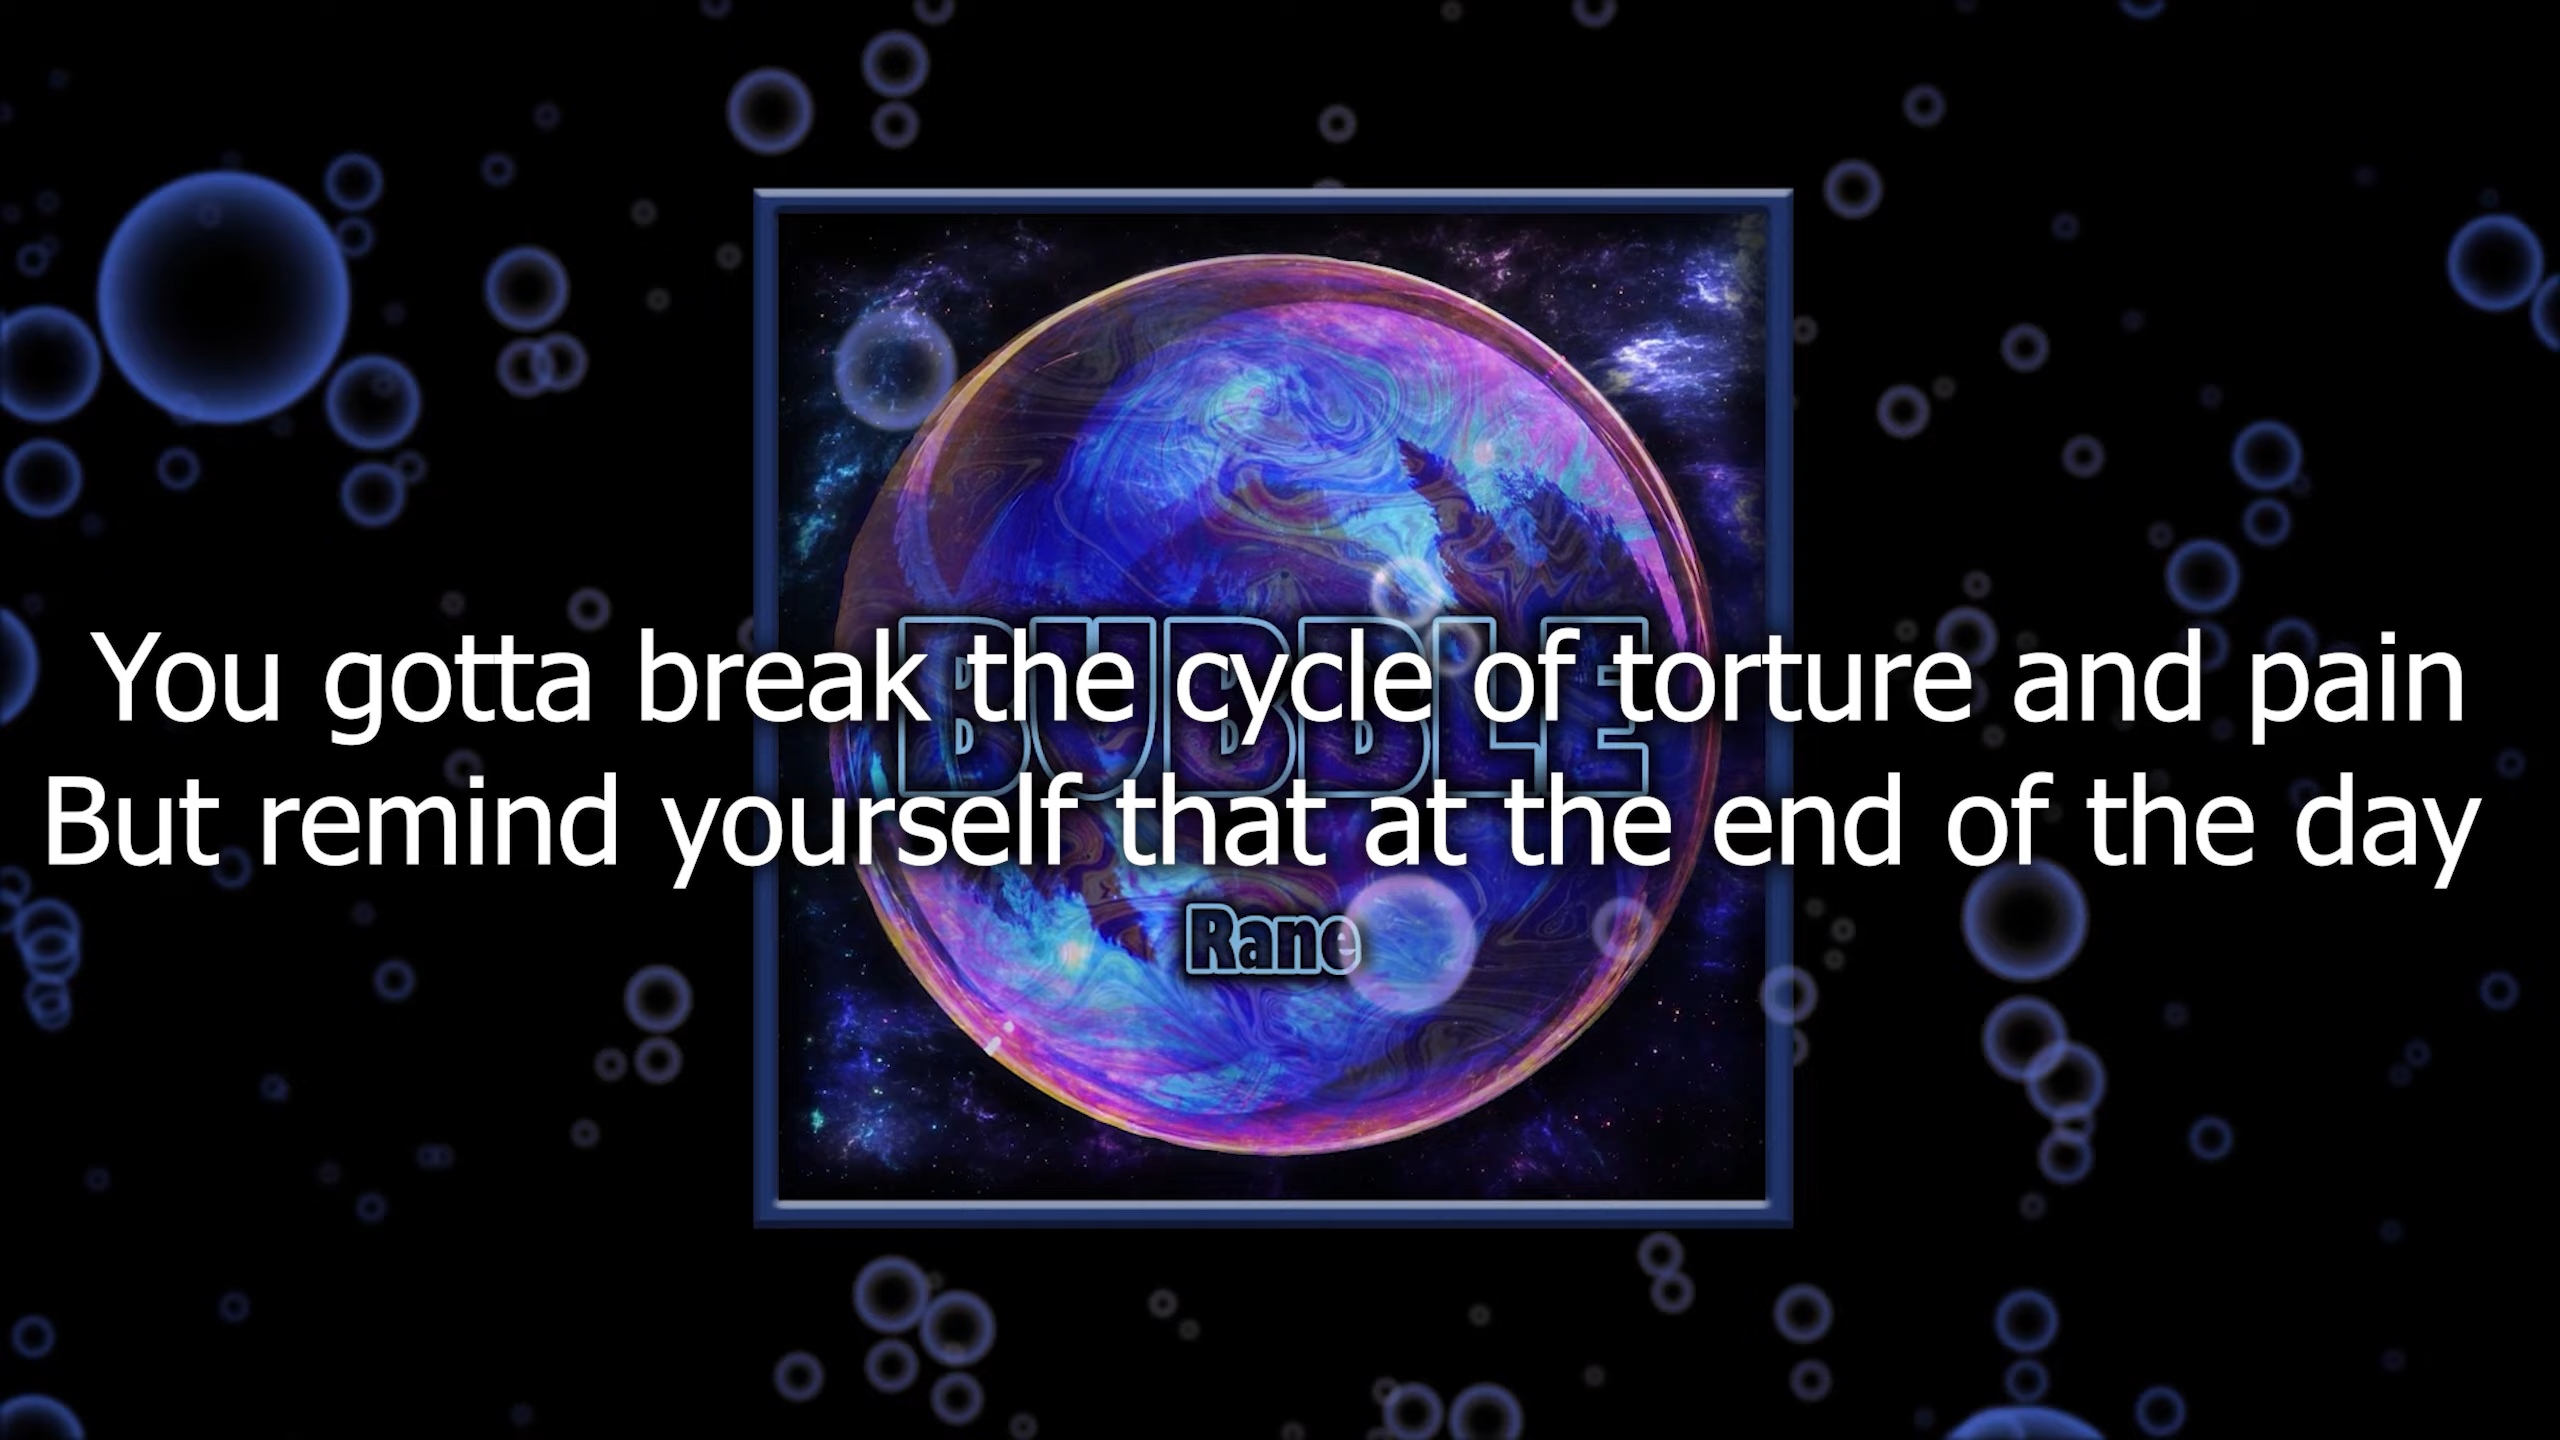 You gotta break the cycle of torture and pain
BUBBLE
But remind yourself that at the end of the day
Rane